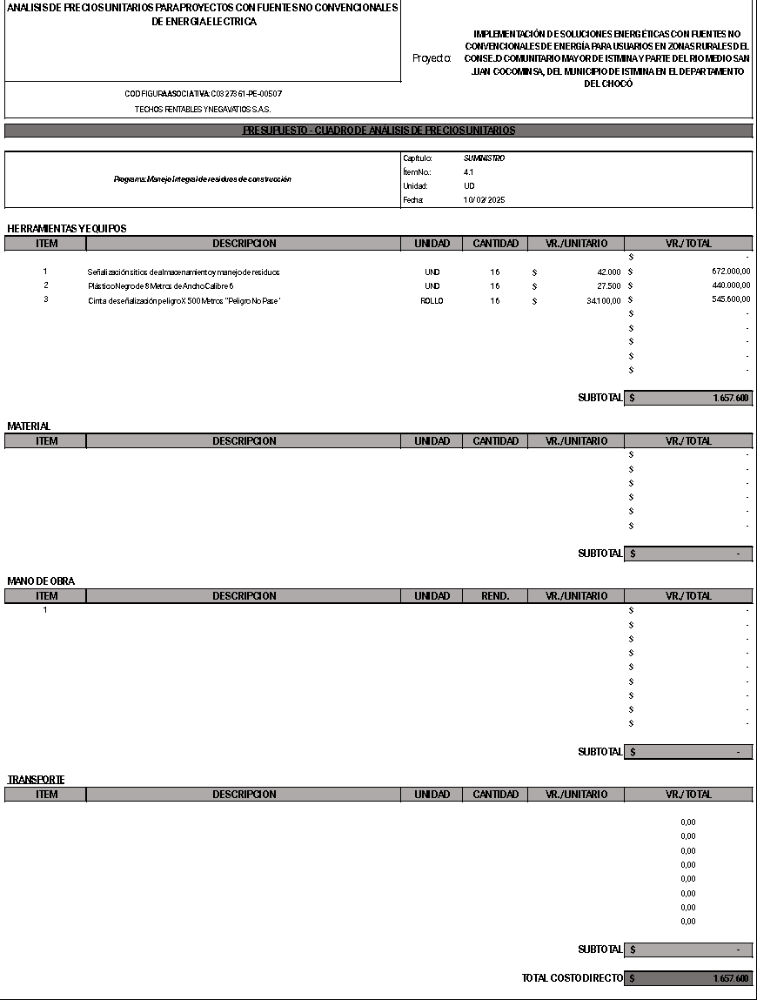 ANALISIS DE PRECIOS UNITARIOS PARA PROYECTOS CON FUENTES NO CONVENCIONALES
DE ENERGIA ELECTRICA
Proyecto:
IMPLEMENTACIÓN DE SOLUCIONES ENERGÉTICAS CON FUENTES NO
CONVENCIONALES DE ENERGÍA PARA USUARIOS EN ZONAS RURALES DEL
CONSEJO COMUNITARIO MAYOR DE ISTMINA Y PARTE DEL RIO MEDIO SAN
JUAN COCOMINSA, DEL MUNICIPIO DE ISTMINA EN EL DEPARTAMENTO
DEL CHOCÓ
COD FIGURA ASOCIATIVA: C0327361-PE-00507
TECHOS RENTABLES Y NEGAVATIOS S.A.S.
PRESUPUESTO - CUADRO DE ANÁLISIS DE PRECIOS UNITARIOS
Programa: Manejo Integral de residuos de construcción
Capítulo: SUMINISTRO
Ítem No.: 4.1
Unidad: UD
Fecha: 10/02/2025
HERRAMIENTAS Y EQUIPOS
ITEM DESCRIPCION UNIDAD CANTIDAD VR./UNITARIO VR./TOTAL
$ -
1 Señalización sitios de almacenamiento y manejo de residuos UND 16 $ 42.000 $ 672.000,00
2 Plástico Negro de 8 Metros de Ancho Calibre 6 UND 16 $ 27.500 $ 440.000,00
3 Cinta de señalización peligro X 500 Metros "Peligro No Pase" ROLLO 16 $ 34.100,00 $ 545.600,00
$ -
$ -
$ -
$ -
$ -
SUBTOTAL $ 1.657.600
MATERIAL
ITEM DESCRIPCION UNIDAD CANTIDAD VR./UNITARIO VR./TOTAL
$ -
$ -
$ -
$ -
$ -
$ -
SUBTOTAL $ -
MANO DE OBRA
ITEM DESCRIPCION UNIDAD REND. VR./UNITARIO VR./TOTAL
1 $ -
$ -
$ -
$ -
$ -
$ -
$ -
$ -
$ -
SUBTOTAL $ -
TRANSPORTE
ITEM DESCRIPCION UNIDAD CANTIDAD VR./UNITARIO VR./TOTAL
0,00
0,00
0,00
0,00
0,00
0,00
0,00
0,00
SUBTOTAL $ -
TOTAL COSTO DIRECTO $ 1.657.600